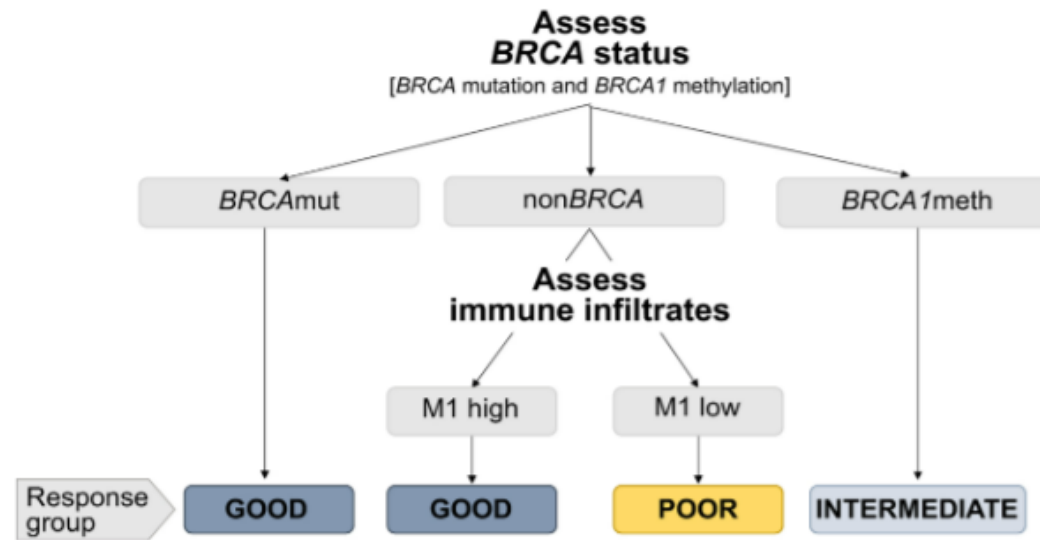 Assess
BRCA status
[BRCA mutation and BRCA1 methylation]
BRCAmut
nonBRCA
BRCA1meth
Assess
immune infiltrates
M1 high
M1 low
Response
group
GOOD
GOOD
POOR
INTERMEDIATE